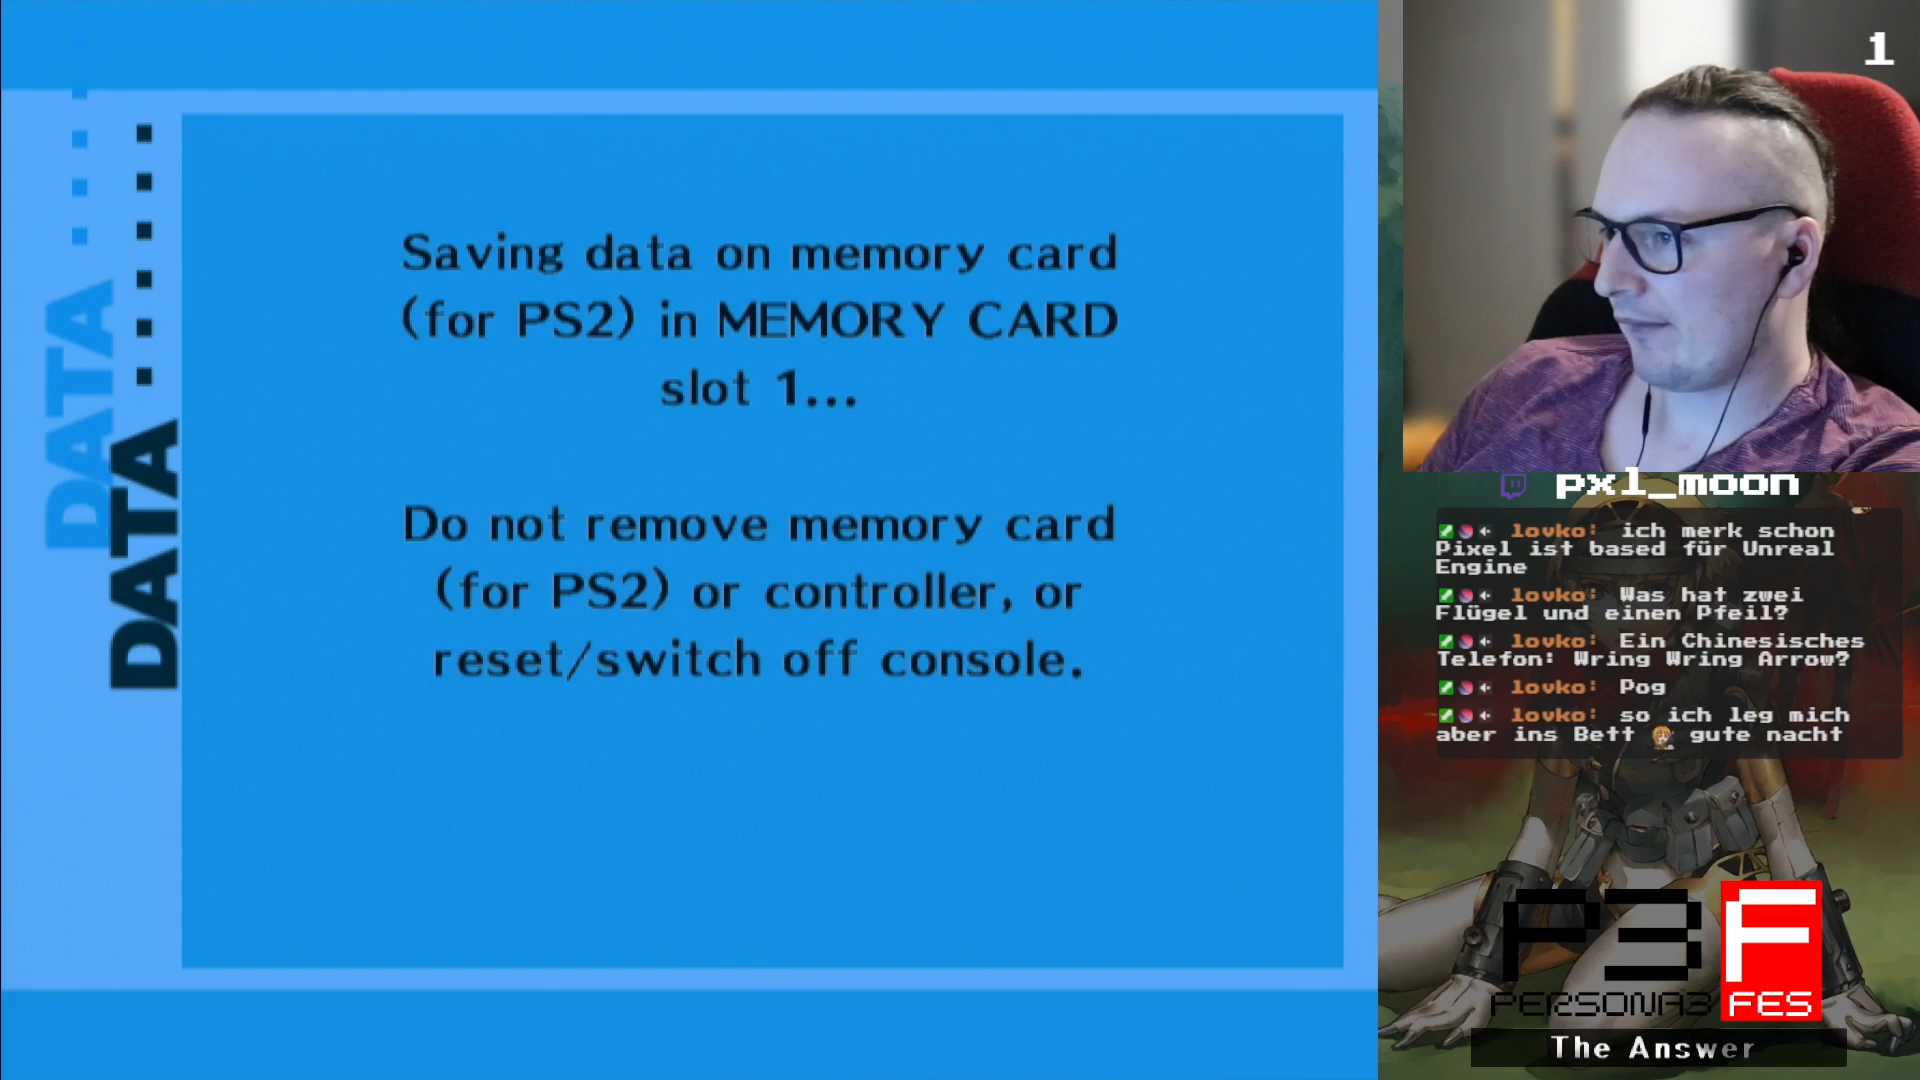 DATA
DATA
Saving data on memory card
(for PS2) in MEMORY CARD
slot 1...
Do not remove memory card
(for PS2) or controller, or
reset/switch off console.
1
px1_moon
lovko: ich merk schon
Pixel ist based für Unreal
Engine
lovko: Was hat zwei
Flügel und einen Pfeil?
lovko: Ein Chinesisches
Telefon: Wring Wring Arrow?
lovko: Pog
lovko: so ich leg mich
aber ins Bett gute nacht
P3F
PERSONA3 FES
The Answer